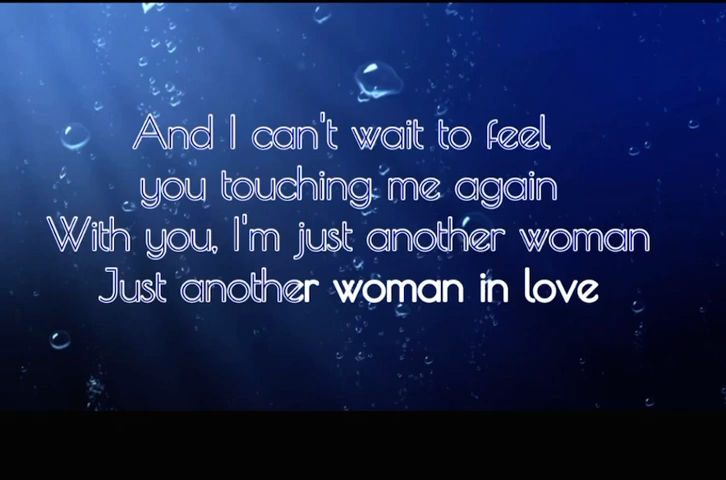 And I can't wait to feel
you touching me again
With you, I'm just another woman
Just another woman in love